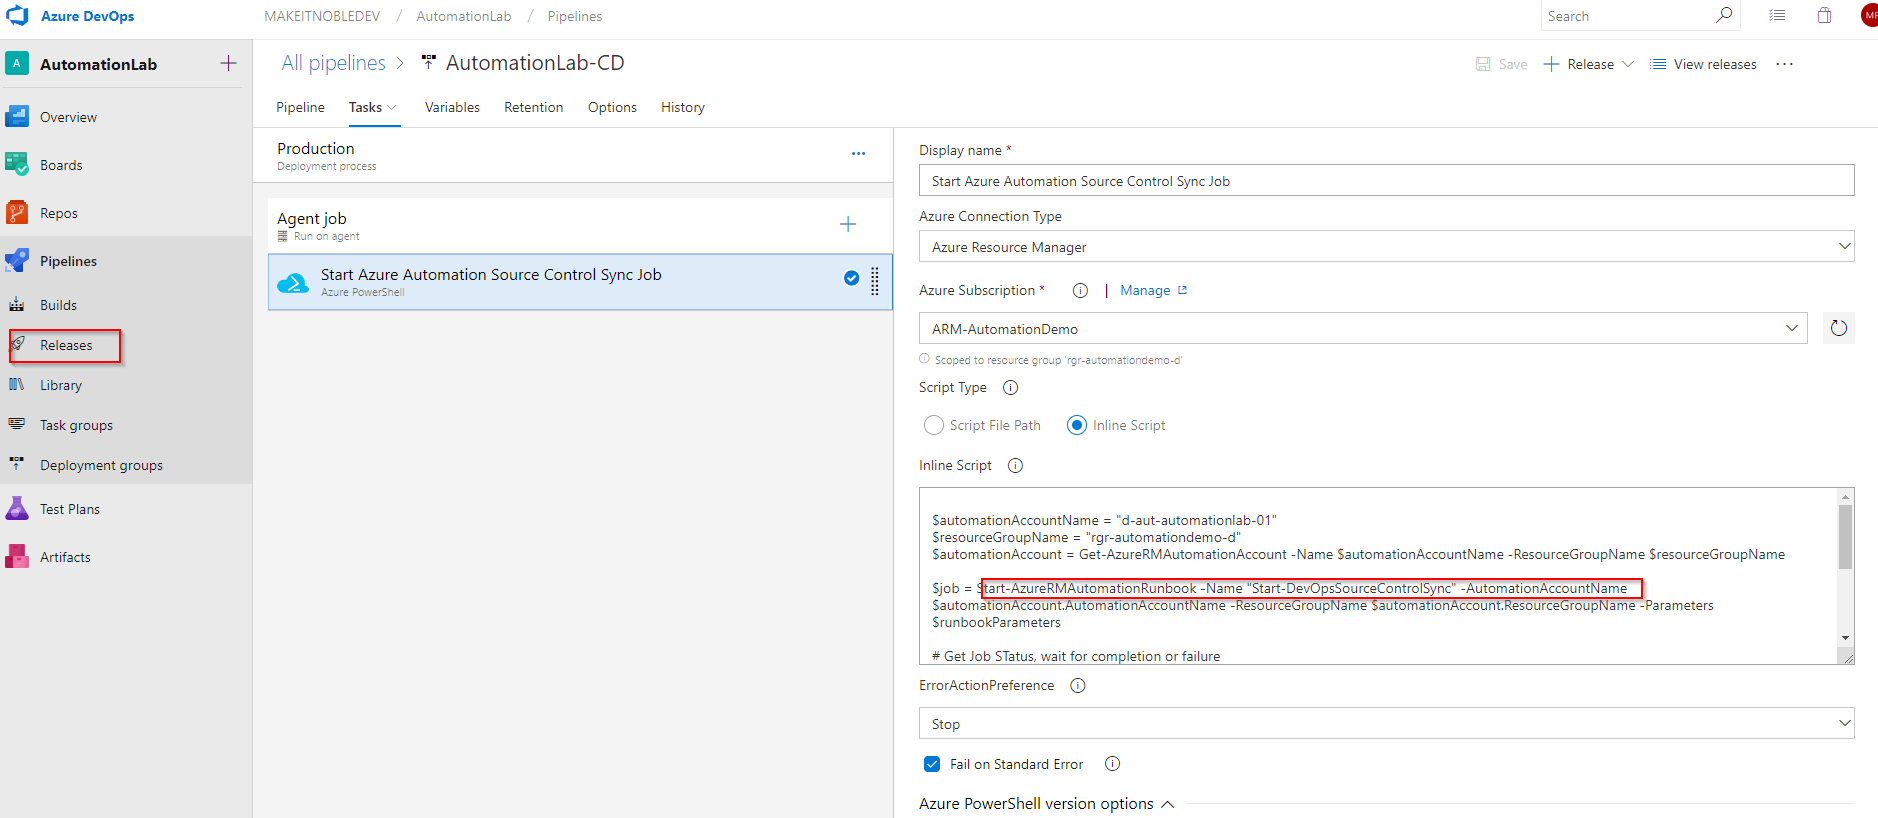 Azure DevOps
MAKEITNOBLEDEV / AutomationLab / Pipelines
Search
MF
A AutomationLab
Overview
Boards
Repos
Pipelines
Builds
Releases
Library
Task groups
Deployment groups
Test Plans
Artifacts
All pipelines > AutomationLab-CD
Save
Release
View releases
Pipeline Tasks Variables Retention Options History
Production
Deployment process
Agent job
Run on agent
Start Azure Automation Source Control Sync Job
Azure PowerShell
Display name *
Start Azure Automation Source Control Sync Job
Azure Connection Type
Azure Resource Manager
Azure Subscription * | Manage
ARM-AutomationDemo
Scoped to resource group 'rgr-automationdemo-d'
Script Type
Script File Path Inline Script
Inline Script
$automationAccountName = "d-aut-automationlab-01"
$resourceGroupName = "rgr-automationdemo-d"
$automationAccount = Get-AzureRMAutomationAccount -Name $automationAccountName -ResourceGroupName $resourceGroupName
$job = Start-AzureRMAutomationRunbook -Name "Start-DevOpsSourceControlSync" -AutomationAccountName
$automationAccount.AutomationAccountName -ResourceGroupName $automationAccount.ResourceGroupName -Parameters
$runbookParameters
# Get Job STatus, wait for completion or failure
ErrorActionPreference
Stop
Fail on Standard Error
Azure PowerShell version options